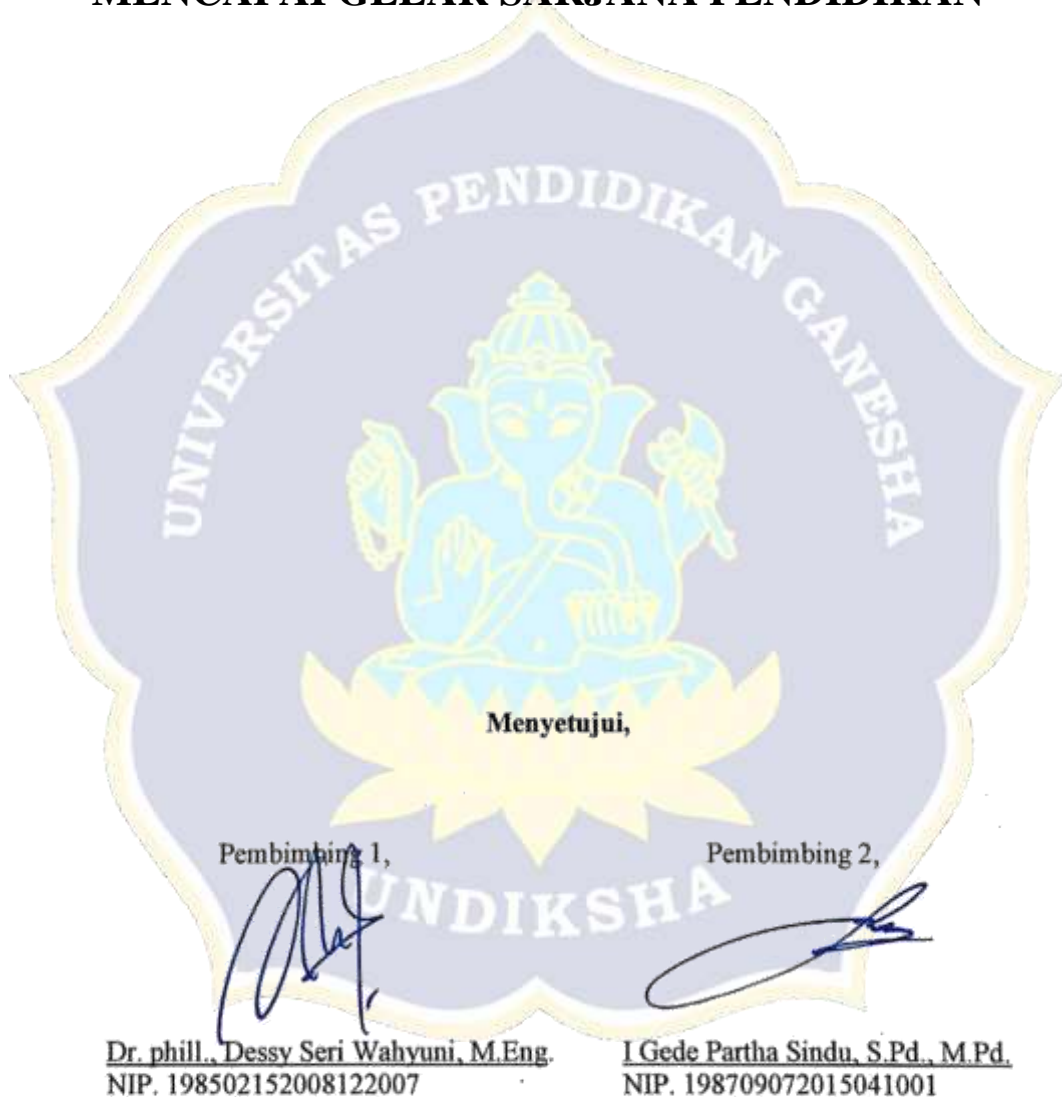 MENCAPAI GELAR SARJANA PENDIDIKAN
UNIVERSITAS PENDIDIKAN GANESHA
Menyetujui,
Pembimbing 1,
Pembimbing 2,
UNDIKSHA
Dr. phill., Dessy Seri Wahyuni, M.Eng.
I Gede Partha Sindu, S.Pd., M.Pd.
NIP. 198502152008122007
NIP. 198709072015041001